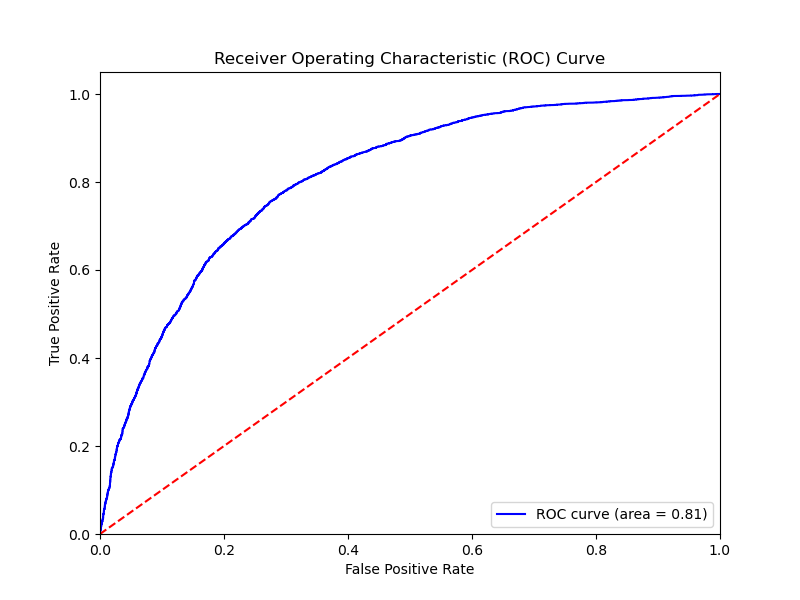 Receiver Operating Characteristic (ROC) Curve
True Positive Rate
1.0
0.8
0.6
0.4
0.2
0.0
ROC curve (area = 0.81)
0.0 0.2 0.4 0.6 0.8 1.0
False Positive Rate